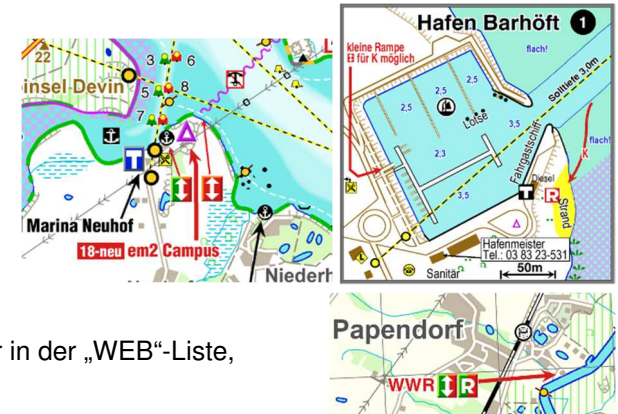 22
3
6
5
8
7
insel Devin
Marina Neuhof
18-neu em2 Campus
Niederh
Hafen Barhöft 1
kleine Rampe
für K möglich
flach!
Solltiefe 3,0m
2,5
2,5
2,5
Lotse
3,5
2,3
3,5
flach!
K
Fahrgastschiff
Diesel
R
Strand
Hafenmeister
Tel.: 03 83 23-531
Sanitär
50m
r in der „WEB“-Liste,
Papendorf
WWR R